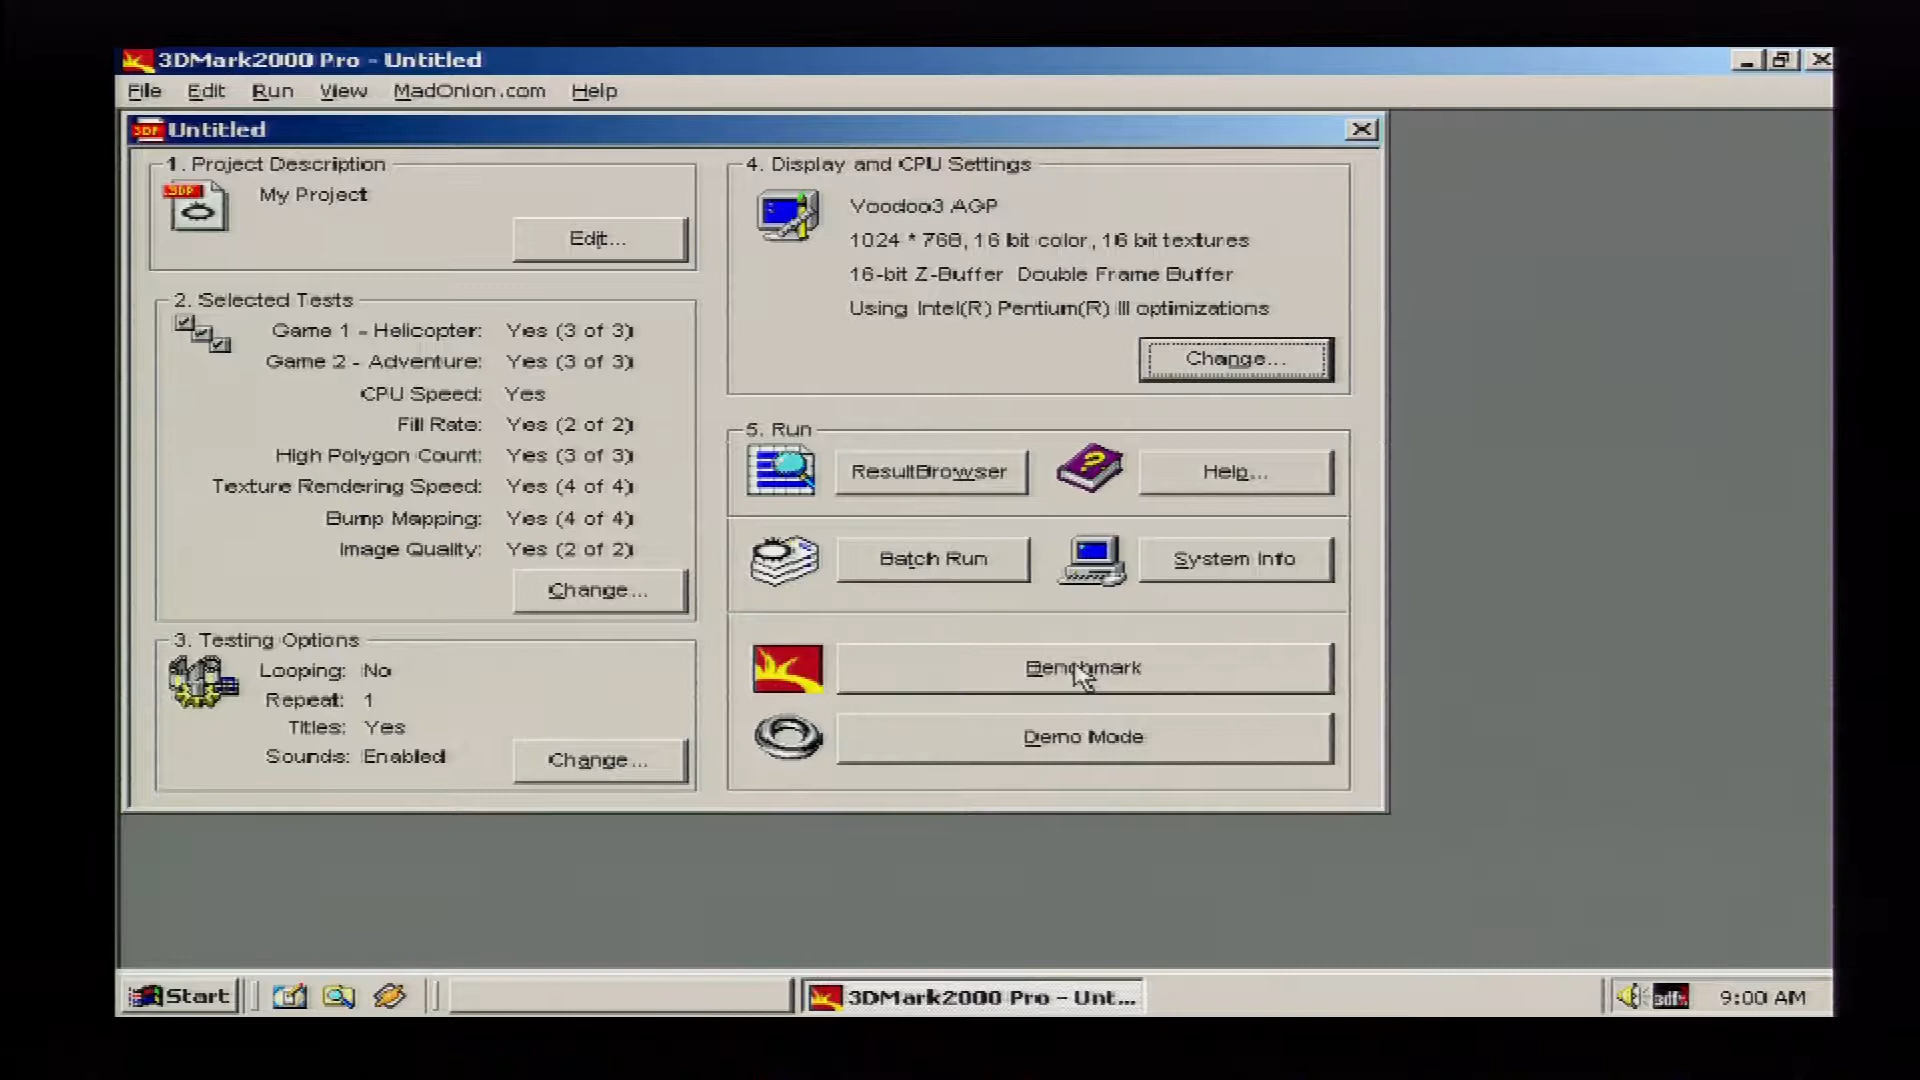 3DMark2000 Pro - Untitled
File Edit Run View MadOnion.com Help
3DP Untitled
1. Project Description
.3DP
My Project
Edit...
2. Selected Tests
Game 1 - Helicopter: Yes (3 of 3)
Game 2 - Adventure: Yes (3 of 3)
CPU Speed: Yes
Fill Rate: Yes (2 of 2)
High Polygon Count: Yes (3 of 3)
Texture Rendering Speed: Yes (4 of 4)
Bump Mapping: Yes (4 of 4)
Image Quality: Yes (2 of 2)
Change...
3. Testing Options
Looping: No
Repeat: 1
Titles: Yes
Sounds: Enabled
Change...
4. Display and CPU Settings
Voodoo3 AGP
1024 * 768, 16 bit color, 16 bit textures
16-bit Z-Buffer Double Frame Buffer
Using Intel(R) Pentium(R) III optimizations
Change...
5. Run
ResultBrowser Help...
Batch Run System Info
Benchmark
Demo Mode
Start 3DMark2000 Pro - Unt... 9:00 AM